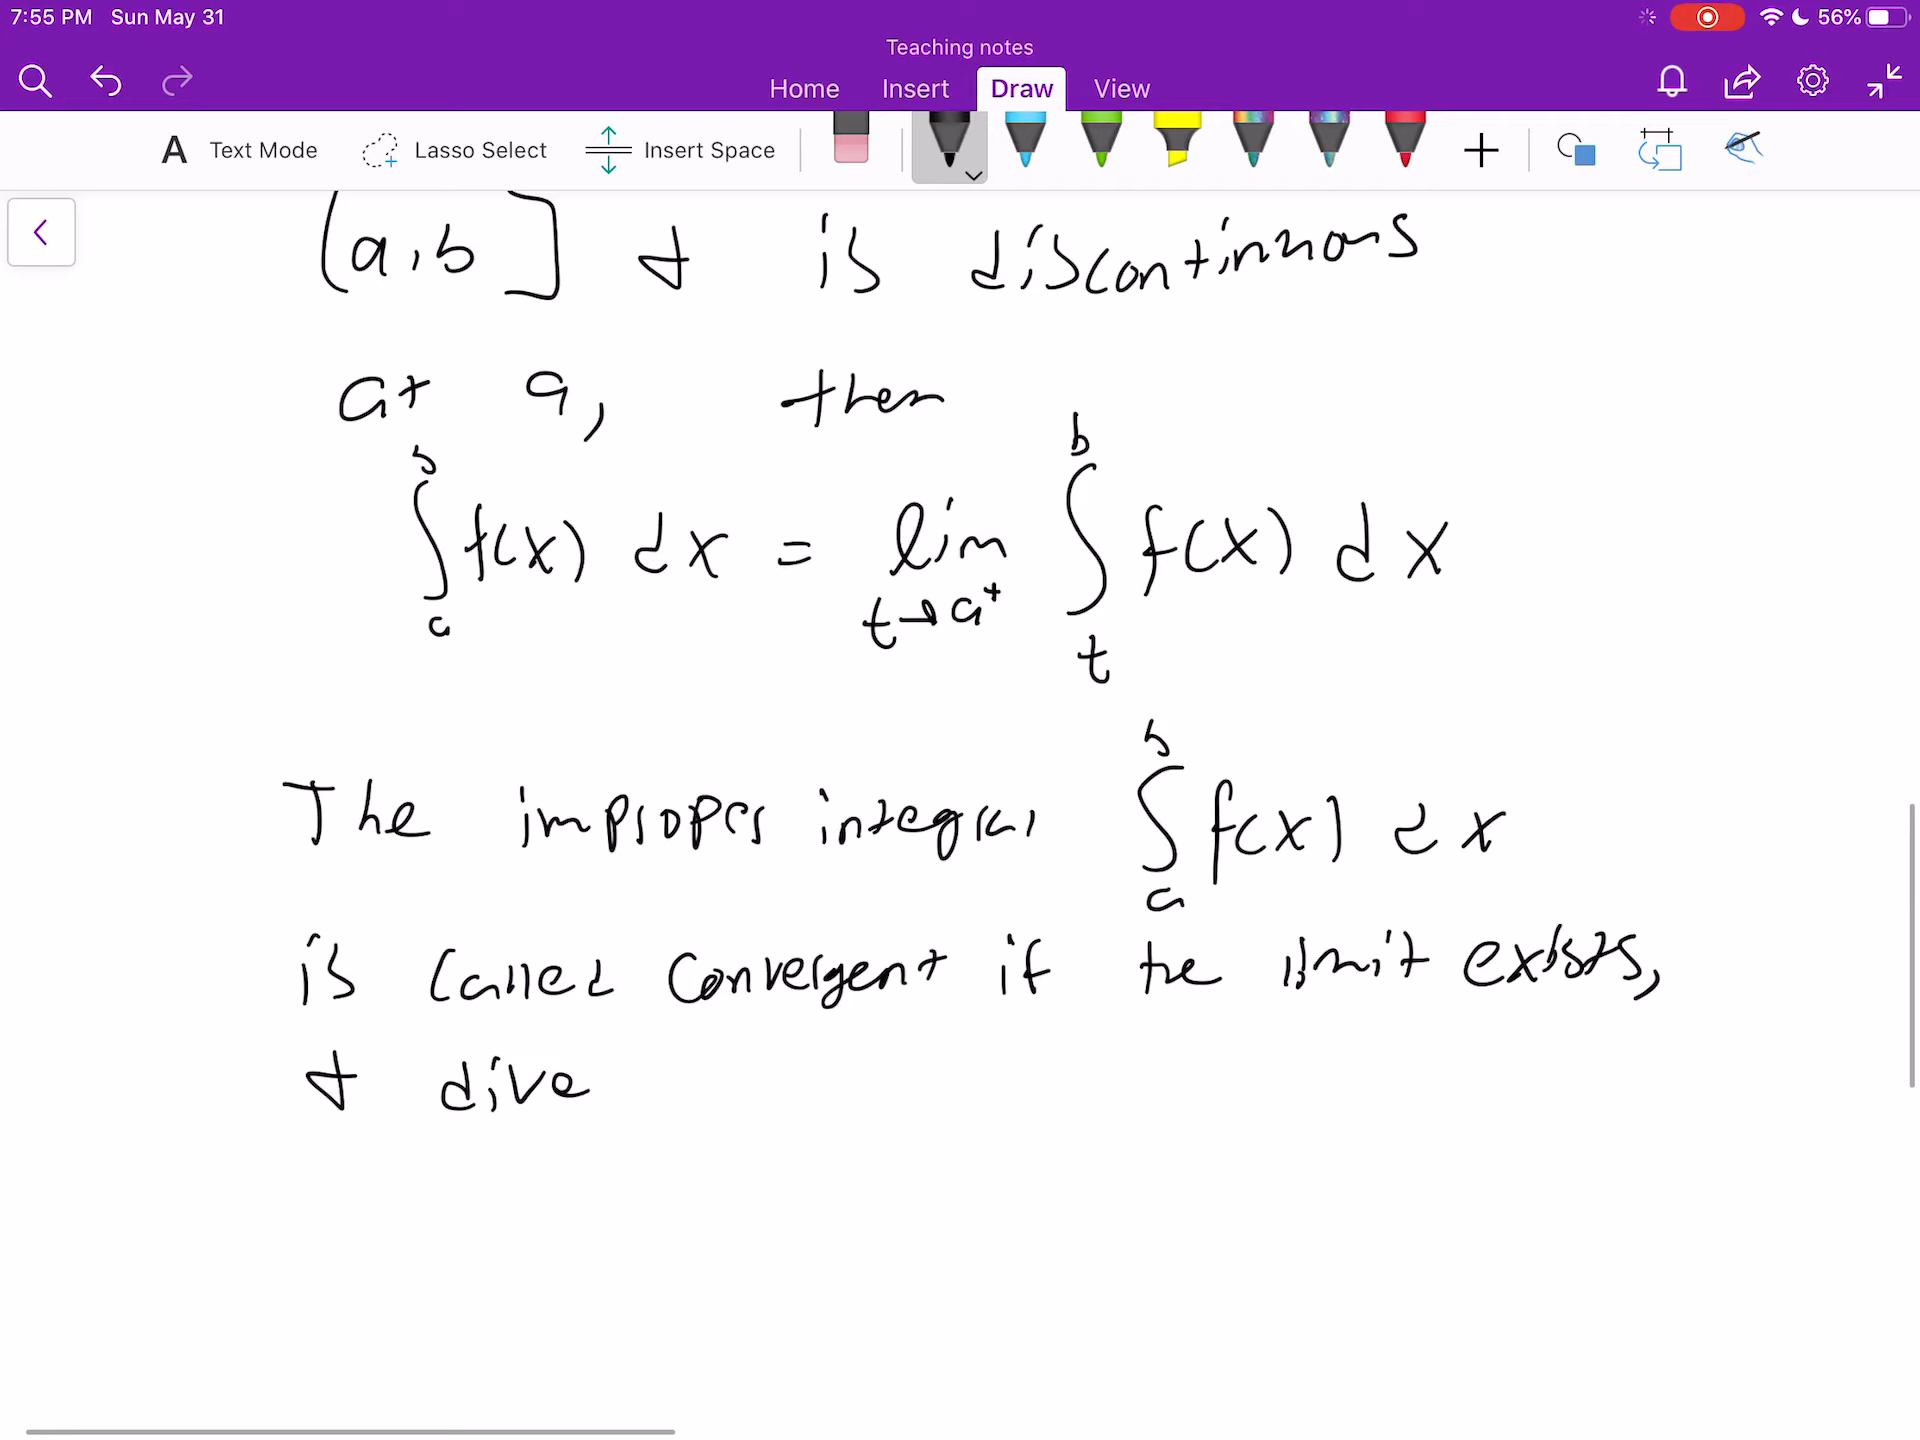 7:55 PM Sun May 31
56%
Teaching notes
Home Insert Draw View
A Text Mode Lasso Select Insert Space
(a,b] & is discontinuous
at a, then
∫_a^b f(x) dx = lim_{t→a⁺} ∫_t^b f(x) dx
The improper integral ∫_a^b f(x) dx
is called convergent if the limit exists,
& dive